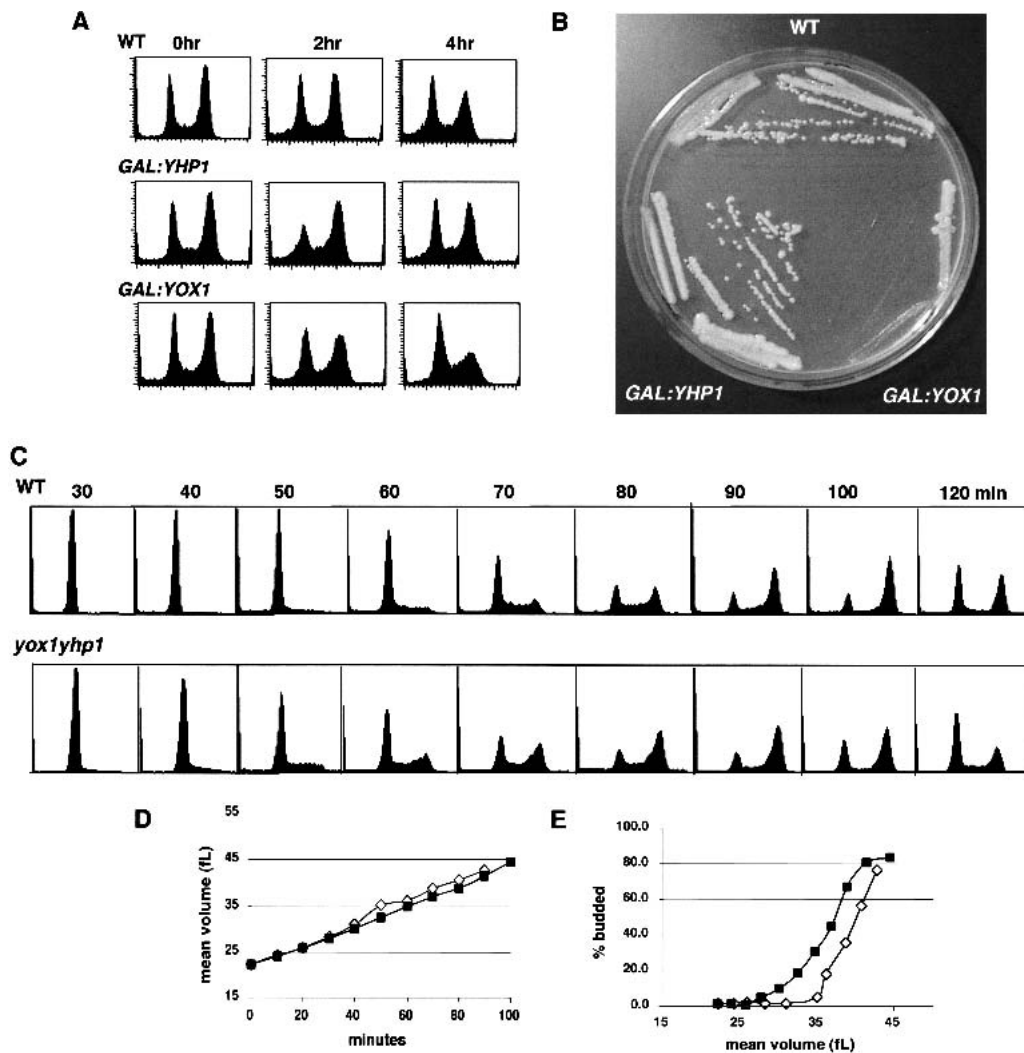 A
WT 0hr 2hr 4hr
GAL:YHP1
GAL:YOX1
B
WT
GAL:YHP1 GAL:YOX1
C
WT 30 40 50 60 70 80 90 100 120 min
yox1yhp1
D
mean volume (fL)
55
45
35
25
15
0 20 40 60 80 100
minutes
E
% budded
100.0
80.0
60.0
40.0
20.0
0.0
15 25 35 45
mean volume (fL)